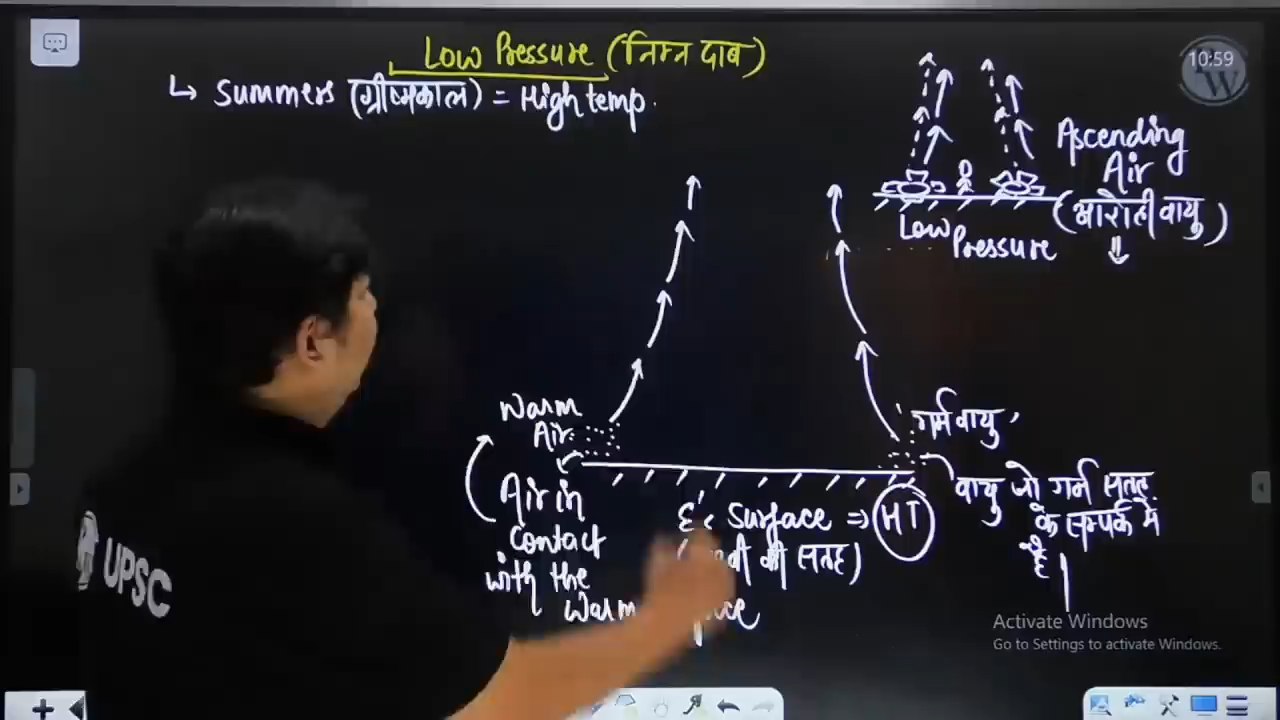 Low Pressure (निम्न दाब)
↳ Summers (ग्रीष्मकाल) = High temp.
10:59
Ascending
Air
(आरोही वायु)
Low Pressure
Warm
Air
गर्म वायु
Air in
contact
with the
Warm
E's Surface ⇒ HT
की सतह)
वायु जो गर्म सतह
के सम्पर्क में
है।
UPSC
Activate Windows
Go to Settings to activate Windows.